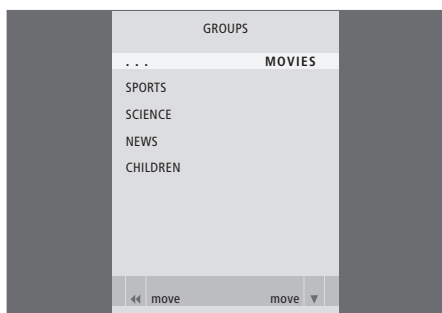 GROUPS
... MOVIES
SPORTS
SCIENCE
NEWS
CHILDREN
move move